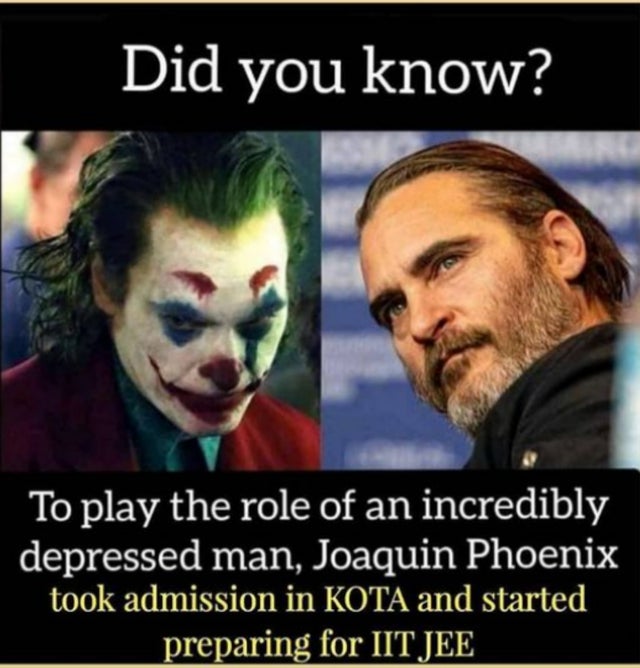 Did you know?
To play the role of an incredibly
depressed man, Joaquin Phoenix
took admission in KOTA and started
preparing for IIT JEE